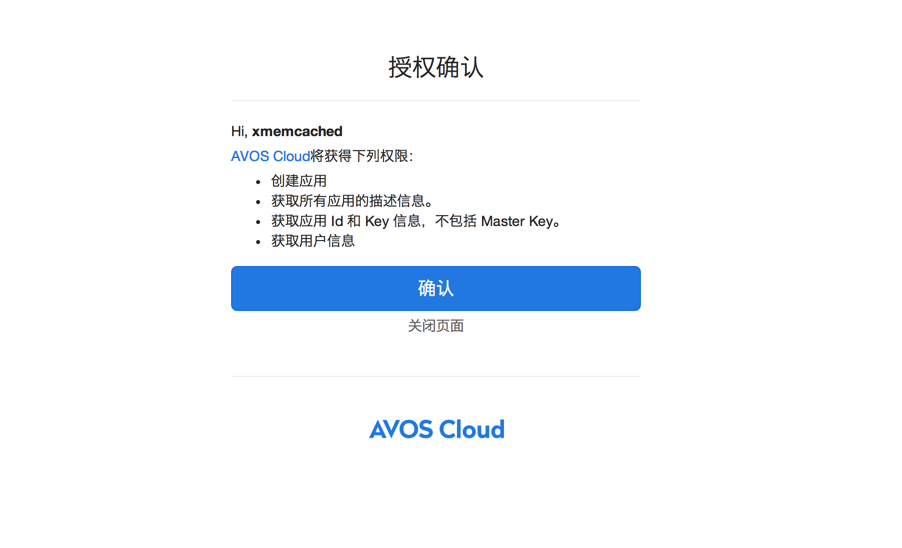 授权确认
Hi, xmemcached
AVOS Cloud将获得下列权限：
• 创建应用
• 获取所有应用的描述信息。
• 获取应用 Id 和 Key 信息，不包括 Master Key。
• 获取用户信息
确认
关闭页面
AVOS Cloud